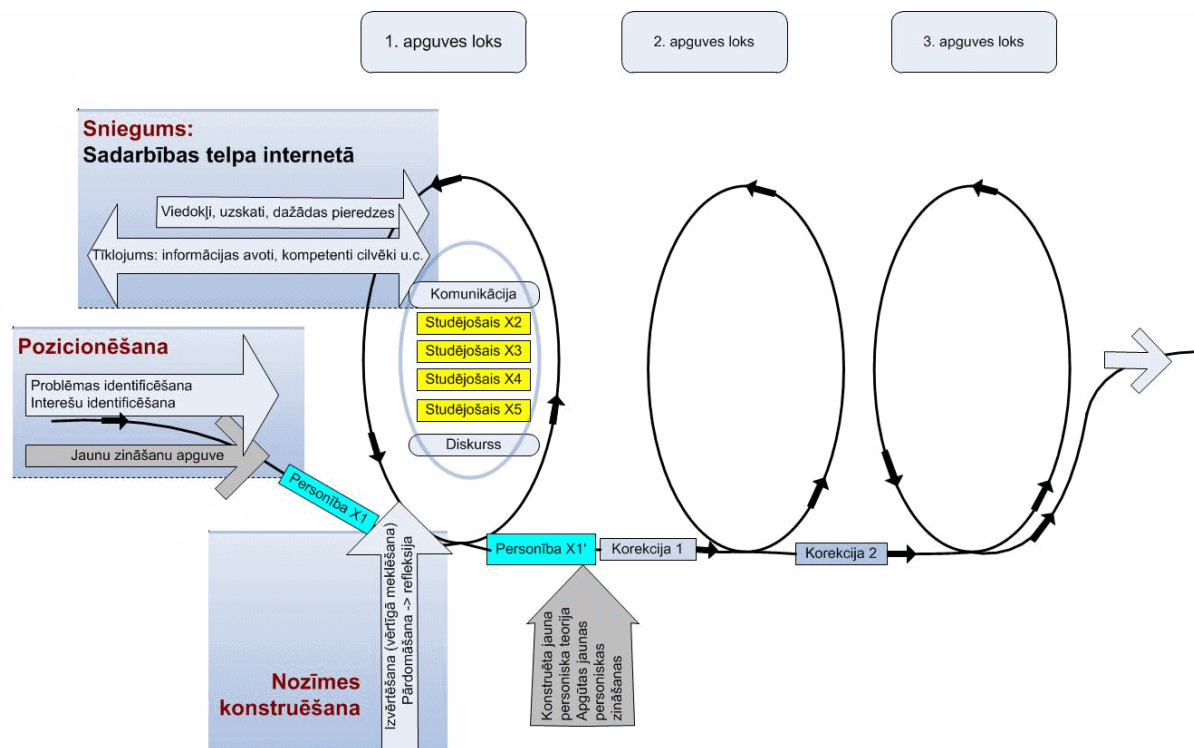 1. apguves loks
2. apguves loks
3. apguves loks
Sniegums:
Sadarbības telpa internetā
Viedokļi, uzskati, dažādas pieredzes
Tīklojums: informācijas avoti, kompetenti cilvēki u.c.
Komunikācija
Studējošais X2
Studējošais X3
Studējošais X4
Studējošais X5
Diskurss
Pozicionēšana
Problēmas identificēšana
Interešu identificēšana
Jaunu zināšanu apguve
Personība X1
Personība X1'
Korekcija 1
Korekcija 2
Izvērtēšana (vērtīgā meklēšana)
Pārdomāšana -> refleksija
Nozīmes
konstruēšana
Konstruēta jauna
personiska teorija
Apgūtas jaunas
personiskas
zināšanas